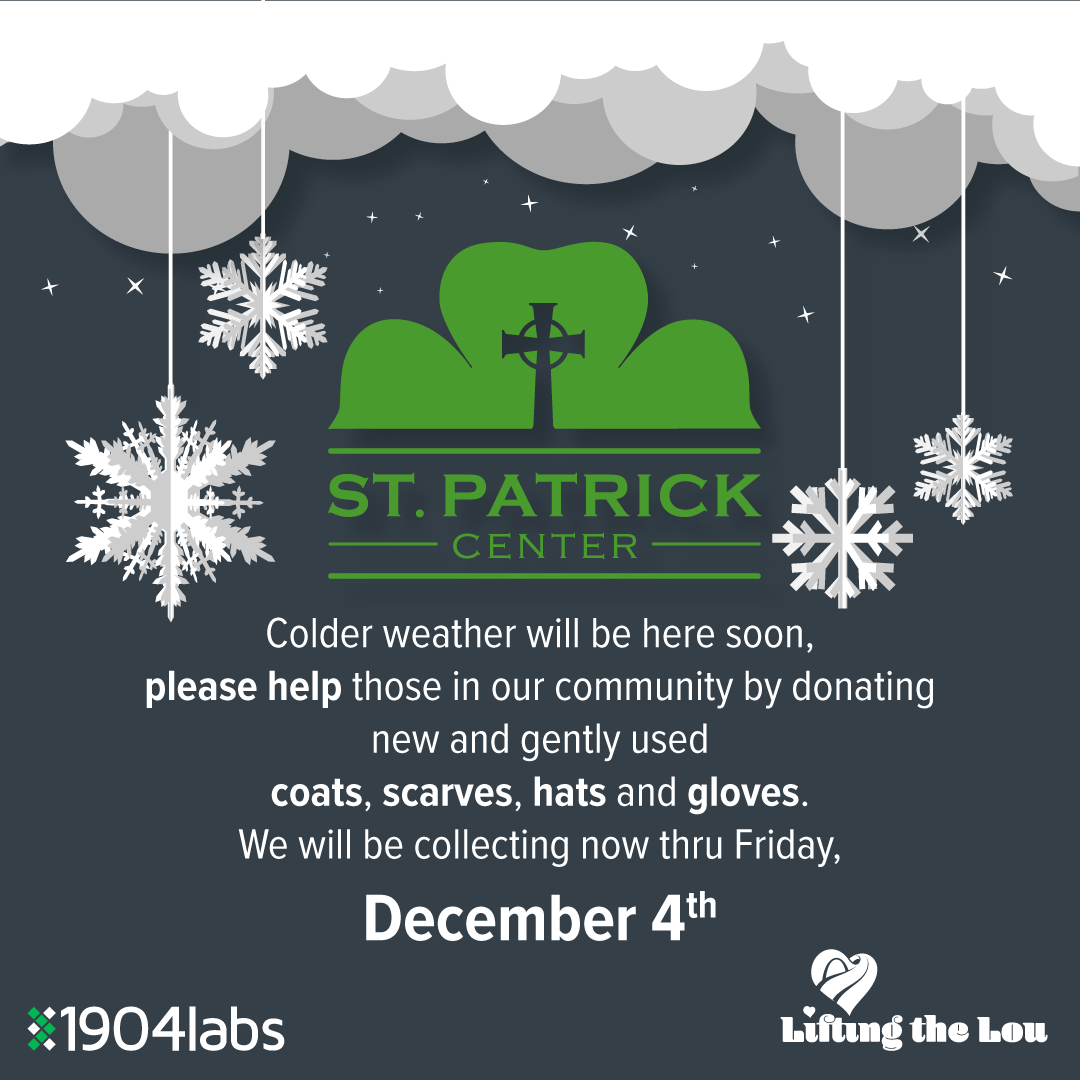 ST. PATRICK
CENTER
Colder weather will be here soon,
please help those in our community by donating
new and gently used
coats, scarves, hats and gloves.
We will be collecting now thru Friday,
December 4th
1904labs
Lifting the Lou